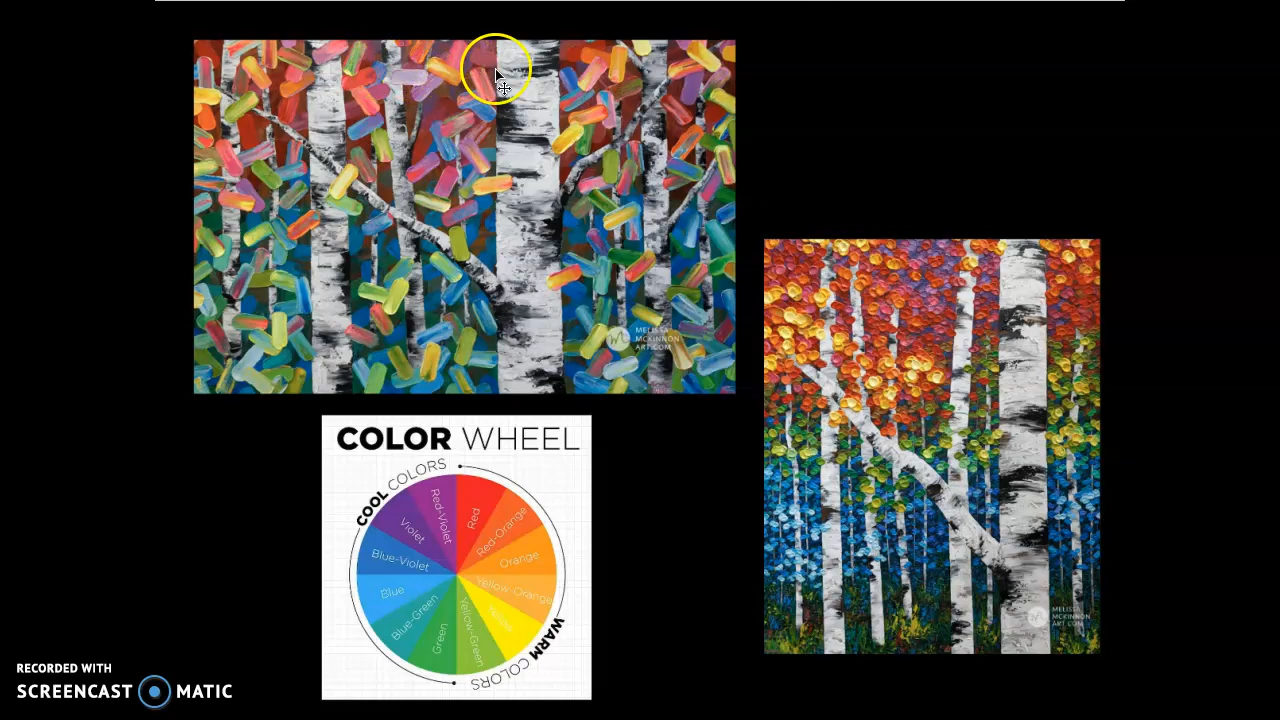 MELISSA
MCKINNON
ART.COM
COLOR WHEEL
COOL COLORS
Red-Violet
Red
Violet
Red-Orange
Blue-Violet
Orange
Blue
Yellow-Orange
Blue-Green
Yellow
Green
Yellow-Green
WARM COLORS
MELISSA
MCKINNON
ART.COM
RECORDED WITH
SCREENCAST MATIC